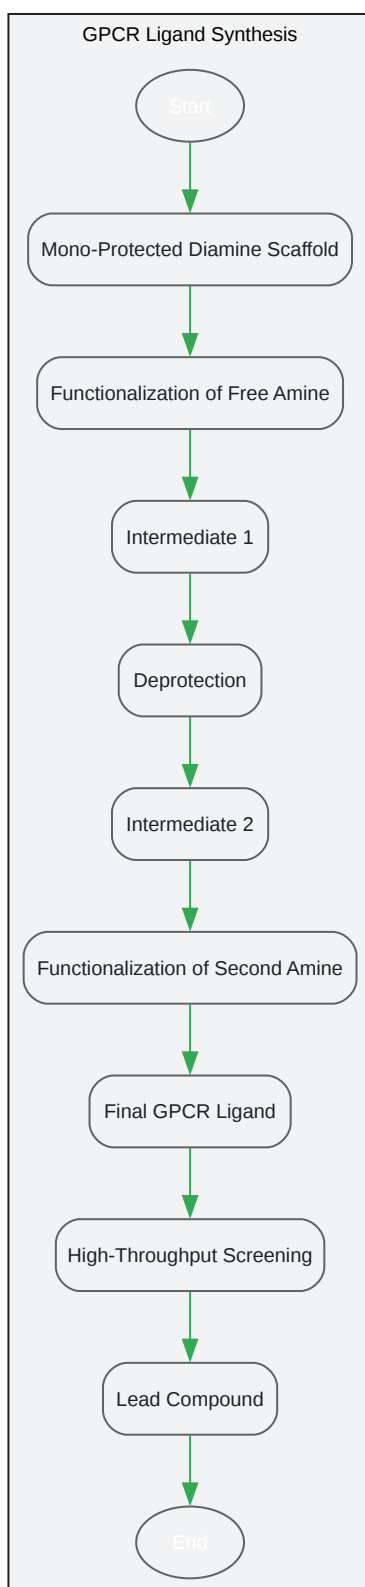 GPCR Ligand Synthesis
Start
Mono-Protected Diamine Scaffold
Functionalization of Free Amine
Intermediate 1
Deprotection
Intermediate 2
Functionalization of Second Amine
Final GPCR Ligand
High-Throughput Screening
Lead Compound
End